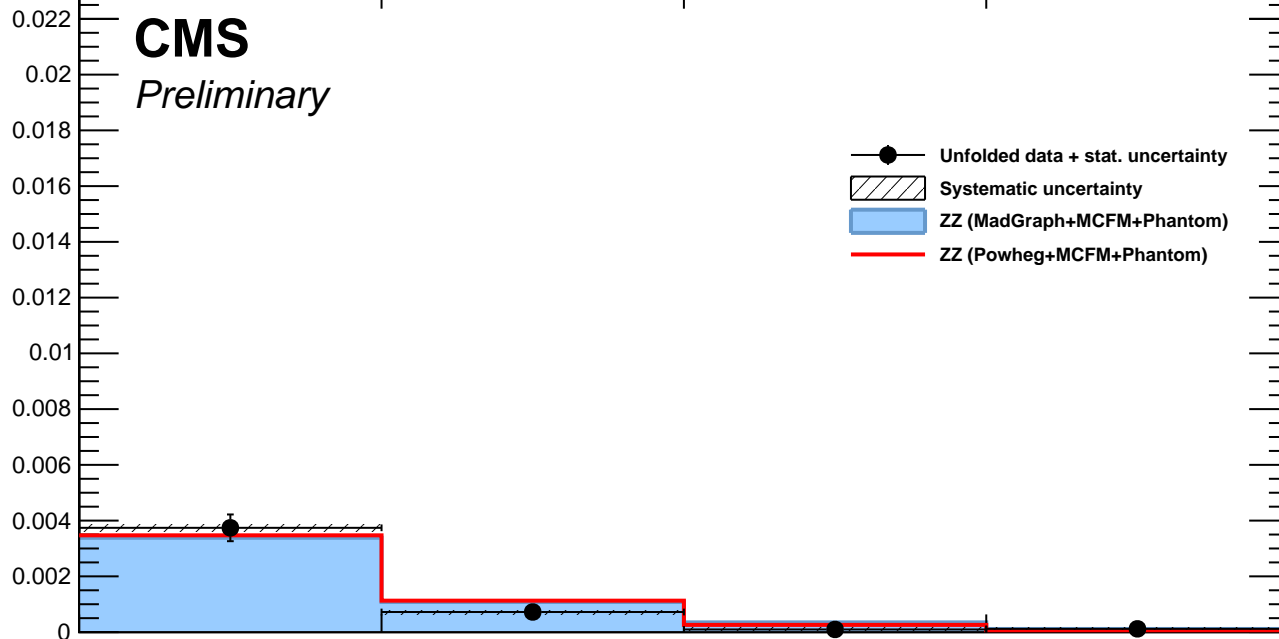 0.022
CMS
0.02
Preliminary
0.018
0.016
Unfolded data + stat. uncertainty
Systematic uncertainty
0.014
ZZ (MadGraph+MCFM+Phantom)
ZZ (Powheg+MCFM+Phantom)
0.012
0.01
0.008
0.006
0.004
0.002
0